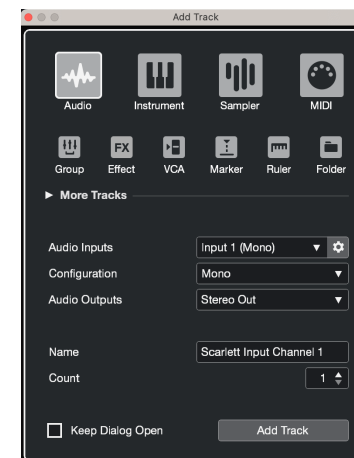 Add Track
Audio Instrument Sampler MIDI
FX
Group Effect VCA Marker Ruler Folder
More Tracks
Audio Inputs Input 1 (Mono)
Configuration Mono
Audio Outputs Stereo Out
Name Scarlett Input Channel 1
Count 1
Keep Dialog Open Add Track